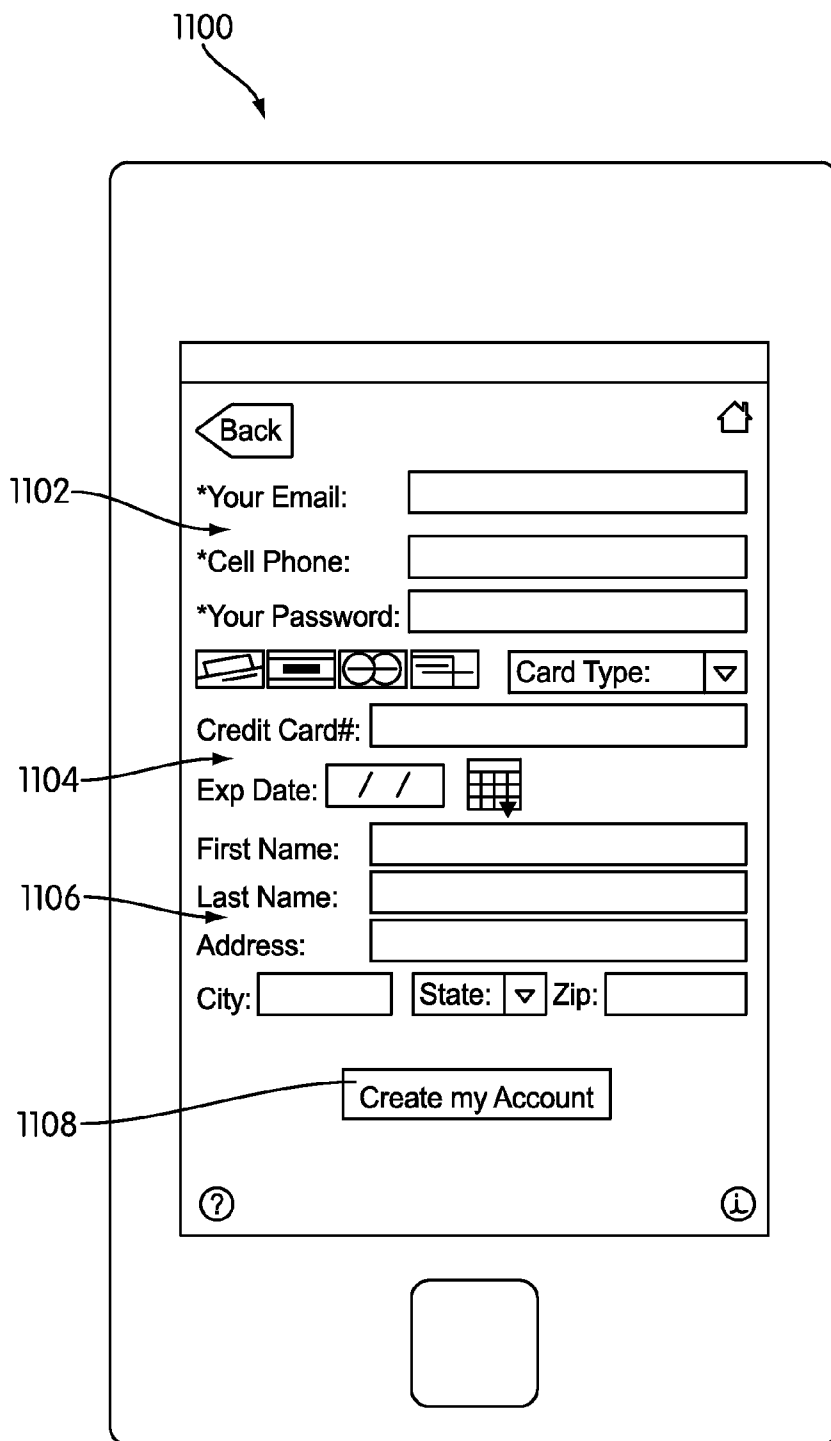 1100
Back
1102
*Your Email:
*Cell Phone:
*Your Password:
Card Type:
Credit Card#:
1104
Exp Date: / /
First Name:
1106
Last Name:
Address:
City: State: Zip:
1108
Create my Account
? i